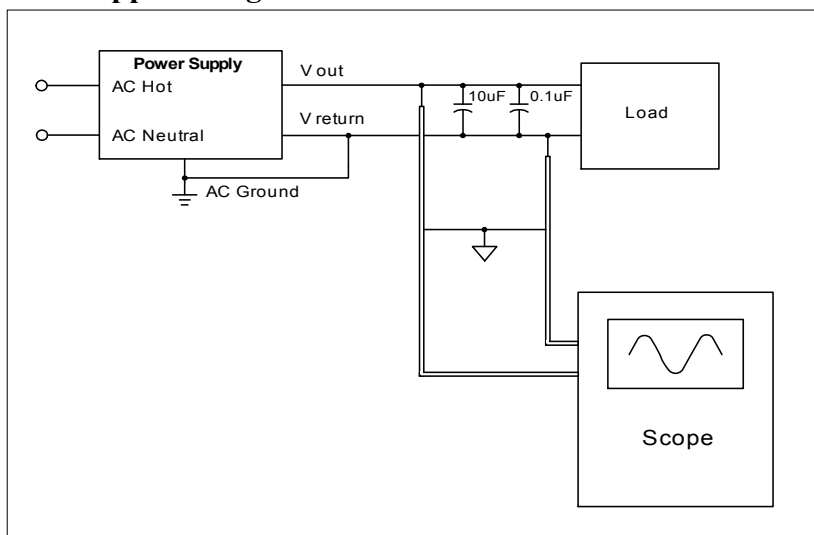 Power Supply
V out
AC Hot
10uF
0.1uF
Load
V return
AC Neutral
AC Ground
Scope